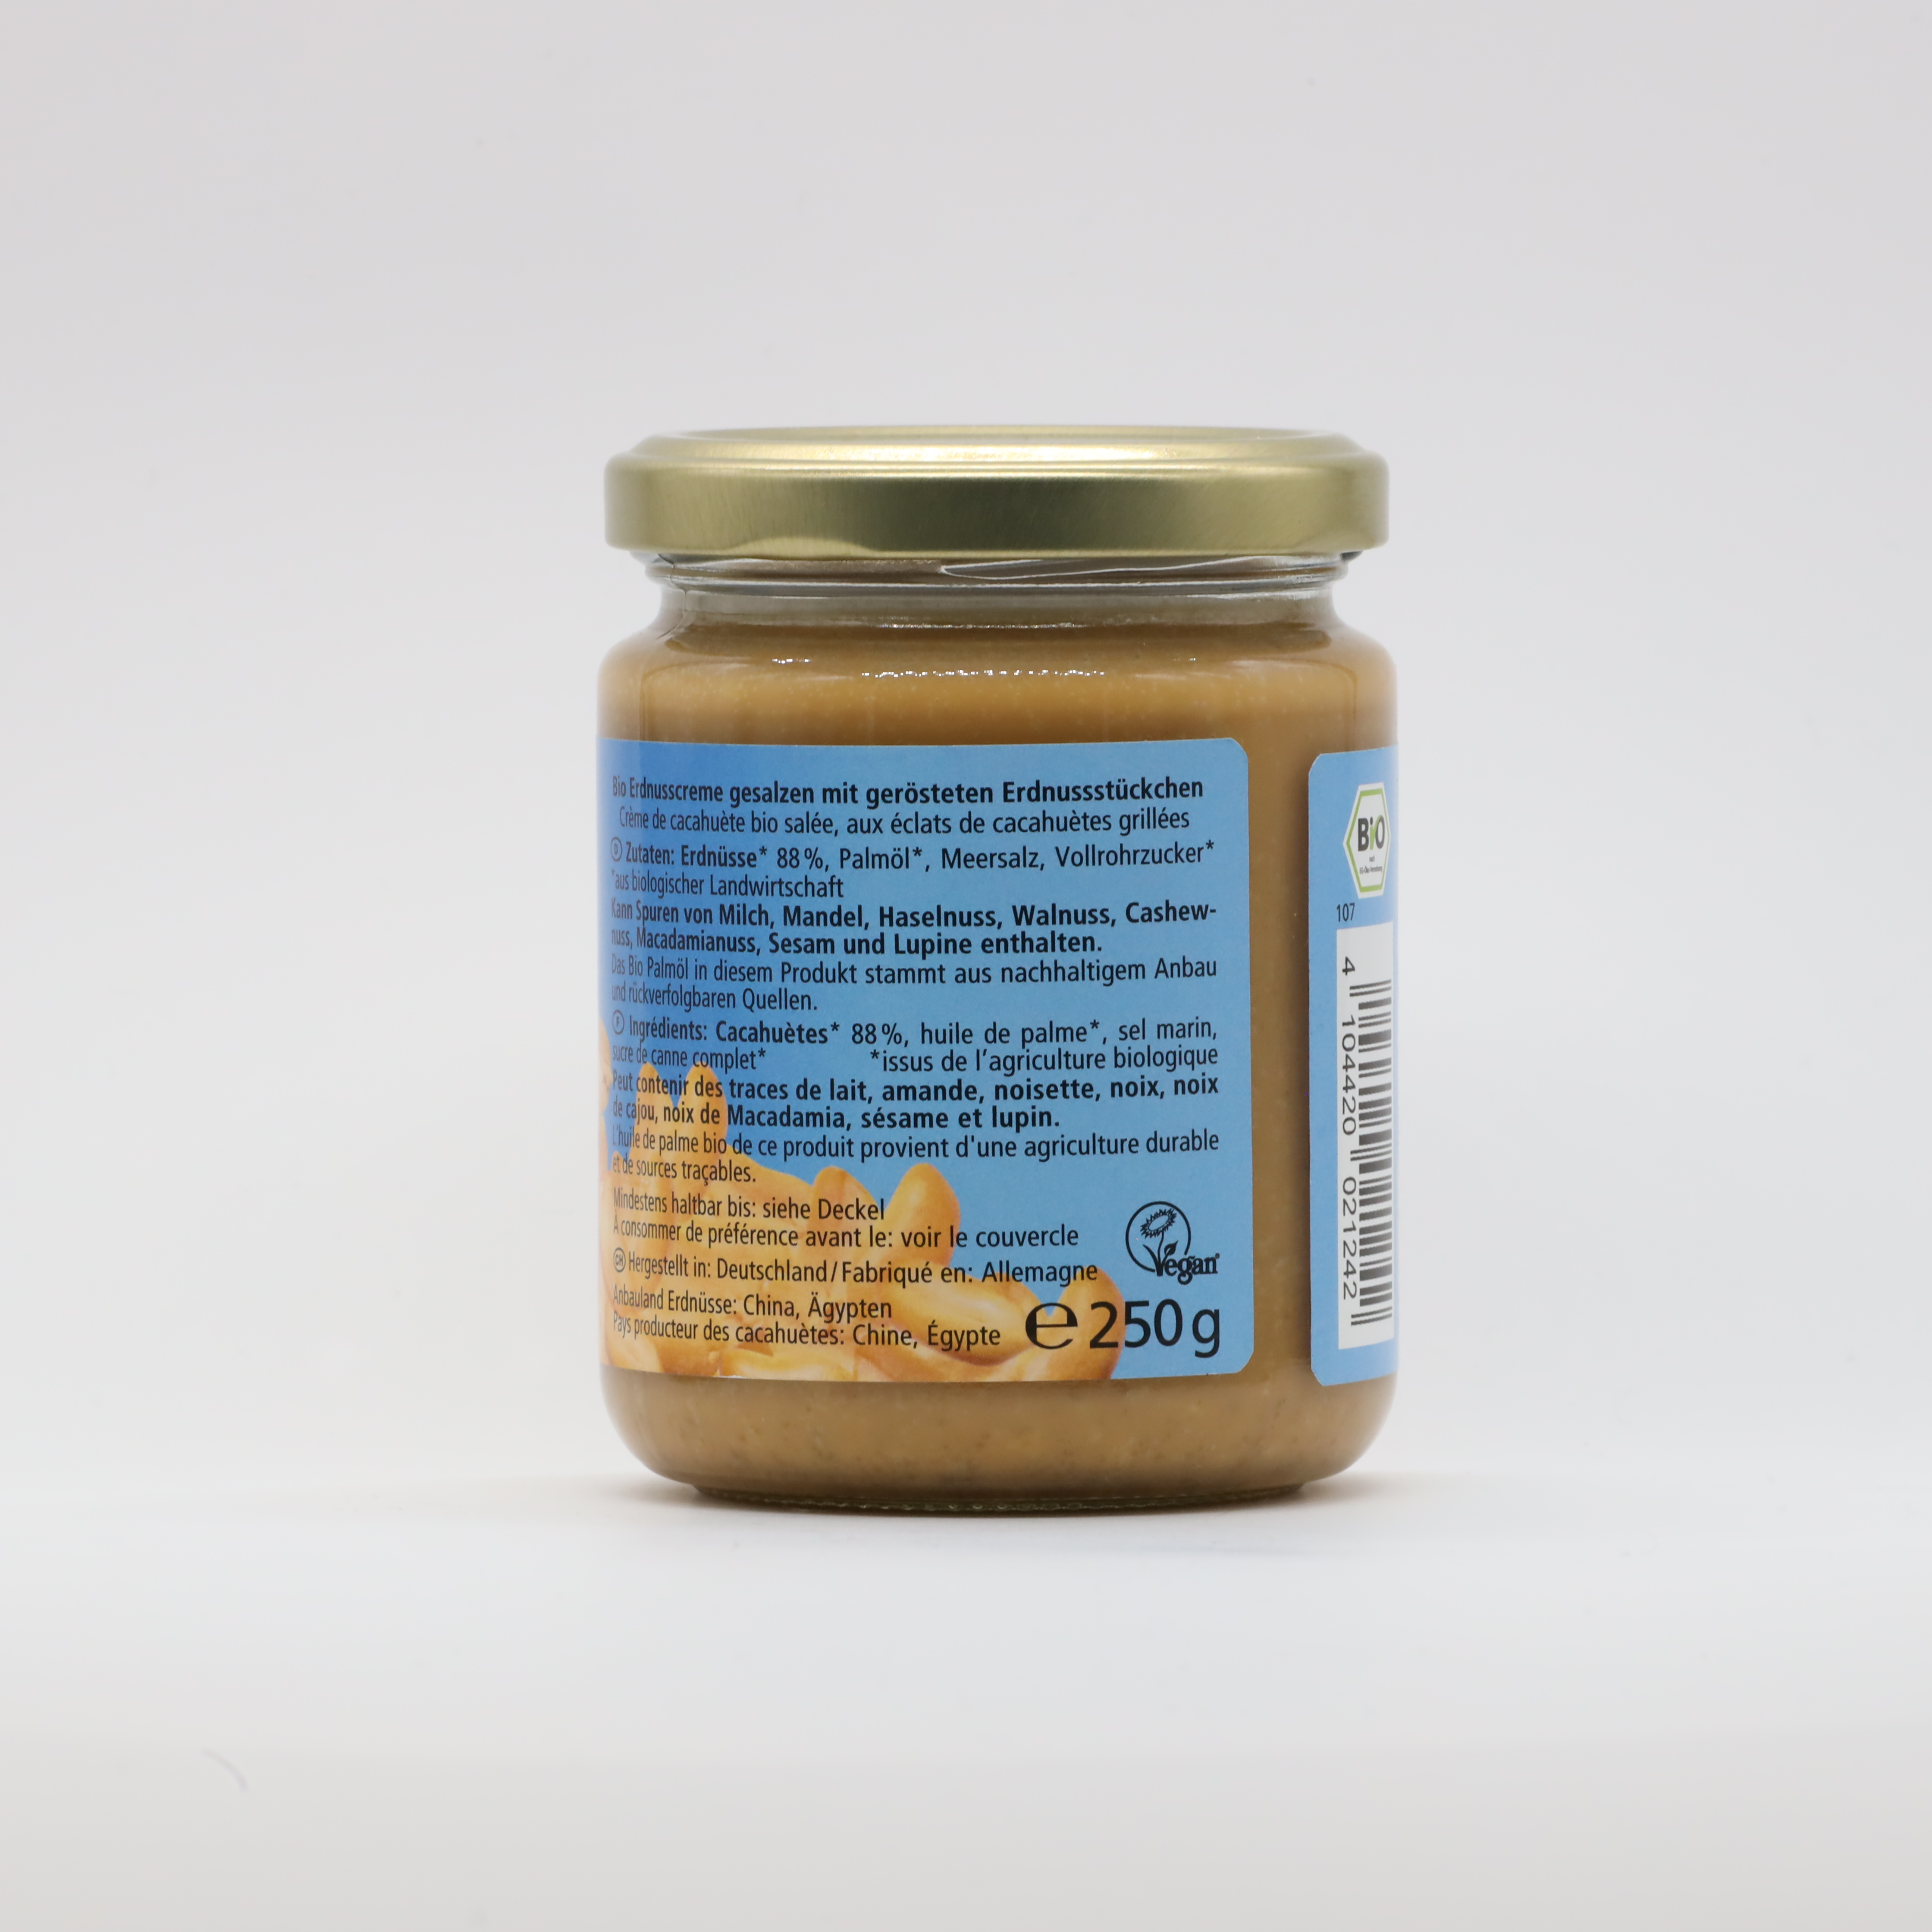 Bio Erdnusscreme gesalzen mit gerösteten Erdnussstückchen
Crème de cacahuète bio salée, aux éclats de cacahuètes grillées
D Zutaten: Erdnüsse* 88%, Palmöl*, Meersalz, Vollrohrzucker*
*aus biologischer Landwirtschaft
Kann Spuren von Milch, Mandel, Haselnuss, Walnuss, Cashew-
nuss, Macadamianuss, Sesam und Lupine enthalten.
Das Bio Palmöl in diesem Produkt stammt aus nachhaltigem Anbau
und rückverfolgbaren Quellen.
F Ingrédients: Cacahuètes* 88%, huile de palme*, sel marin,
sucre de canne complet* *issus de l'agriculture biologique
Peut contenir des traces de lait, amande, noisette, noix, noix
de cajou, noix de Macadamia, sésame et lupin.
L'huile de palme bio de ce produit provient d'une agriculture durable
et de sources traçables.
Mindestens haltbar bis: siehe Deckel
À consommer de préférence avant le: voir le couvercle
CH Hergestellt in: Deutschland/Fabriqué en: Allemagne
Anbauland Erdnüsse: China, Ägypten
Pays producteur des cacahuètes: Chine, Égypte
Vegan
e 250g
Bio
107
4 104420 021242